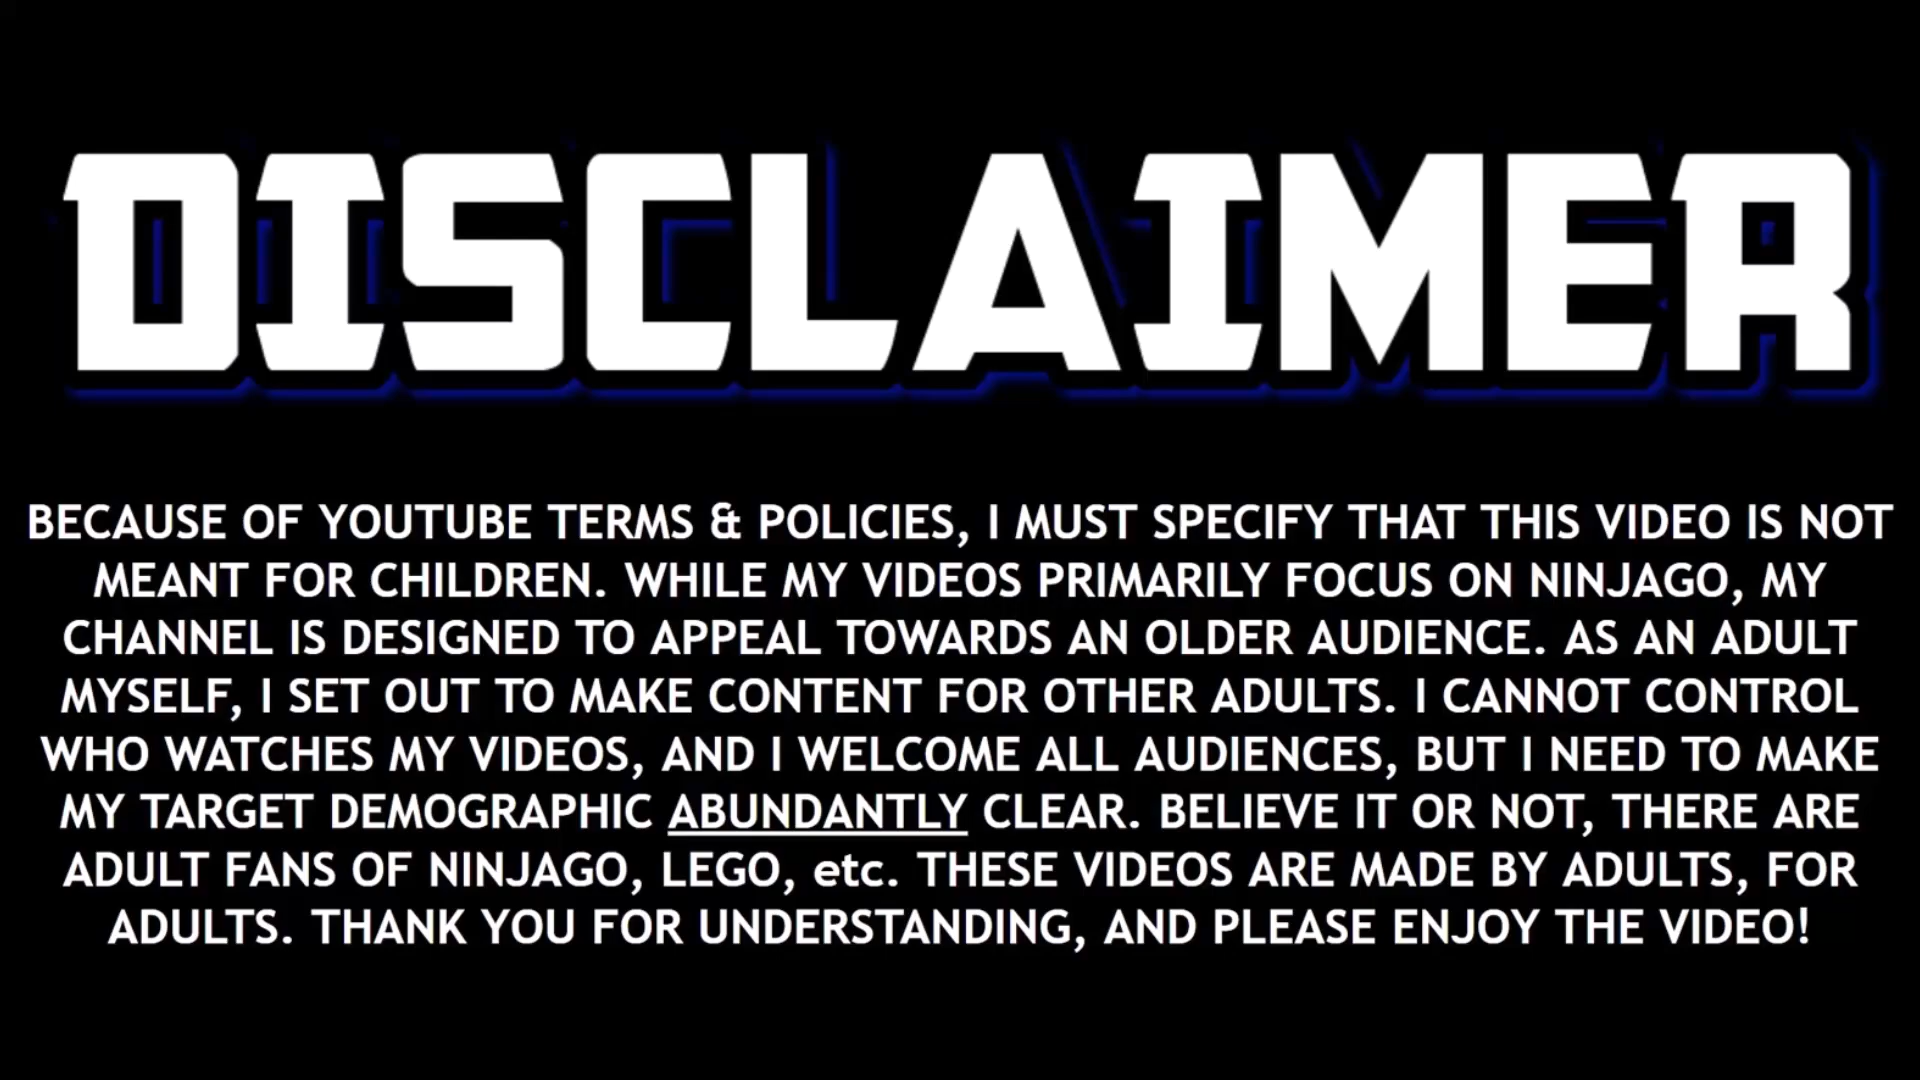 DISCLAIMER
BECAUSE OF YOUTUBE TERMS & POLICIES, I MUST SPECIFY THAT THIS VIDEO IS NOT
MEANT FOR CHILDREN. WHILE MY VIDEOS PRIMARILY FOCUS ON NINJAGO, MY
CHANNEL IS DESIGNED TO APPEAL TOWARDS AN OLDER AUDIENCE. AS AN ADULT
MYSELF, I SET OUT TO MAKE CONTENT FOR OTHER ADULTS. I CANNOT CONTROL
WHO WATCHES MY VIDEOS, AND I WELCOME ALL AUDIENCES, BUT I NEED TO MAKE
MY TARGET DEMOGRAPHIC ABUNDANTLY CLEAR. BELIEVE IT OR NOT, THERE ARE
ADULT FANS OF NINJAGO, LEGO, etc. THESE VIDEOS ARE MADE BY ADULTS, FOR
ADULTS. THANK YOU FOR UNDERSTANDING, AND PLEASE ENJOY THE VIDEO!